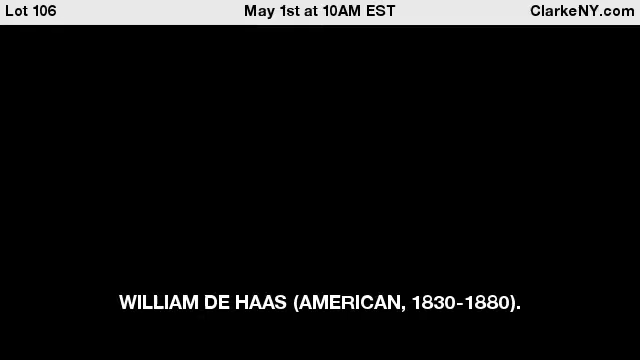 Lot 106
May 1st at 10AM EST
ClarkeNY.com
WILLIAM DE HAAS (AMERICAN, 1830-1880).